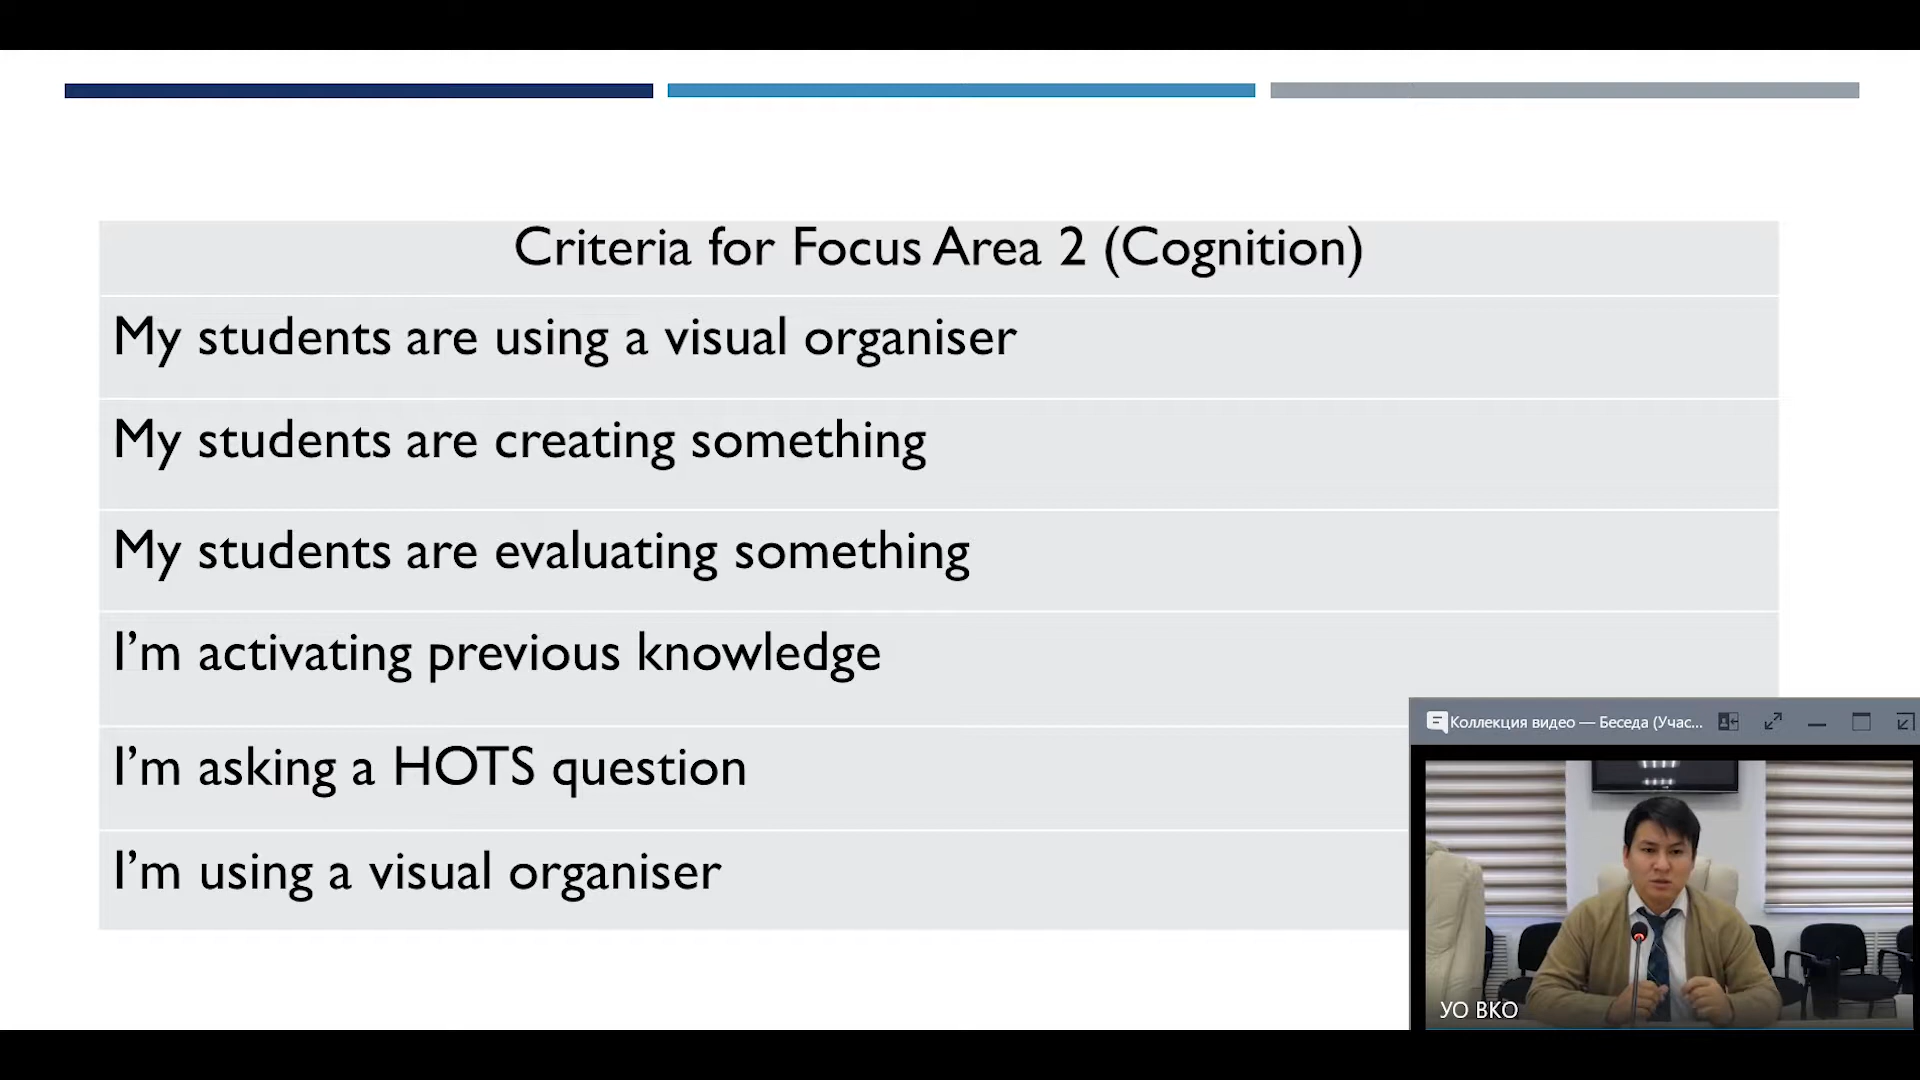 Criteria for Focus Area 2 (Cognition)
My students are using a visual organiser
My students are creating something
My students are evaluating something
I’m activating previous knowledge
I’m asking a HOTS question
I’m using a visual organiser
Коллекция видео — Беседа (Учас...
УО ВКО